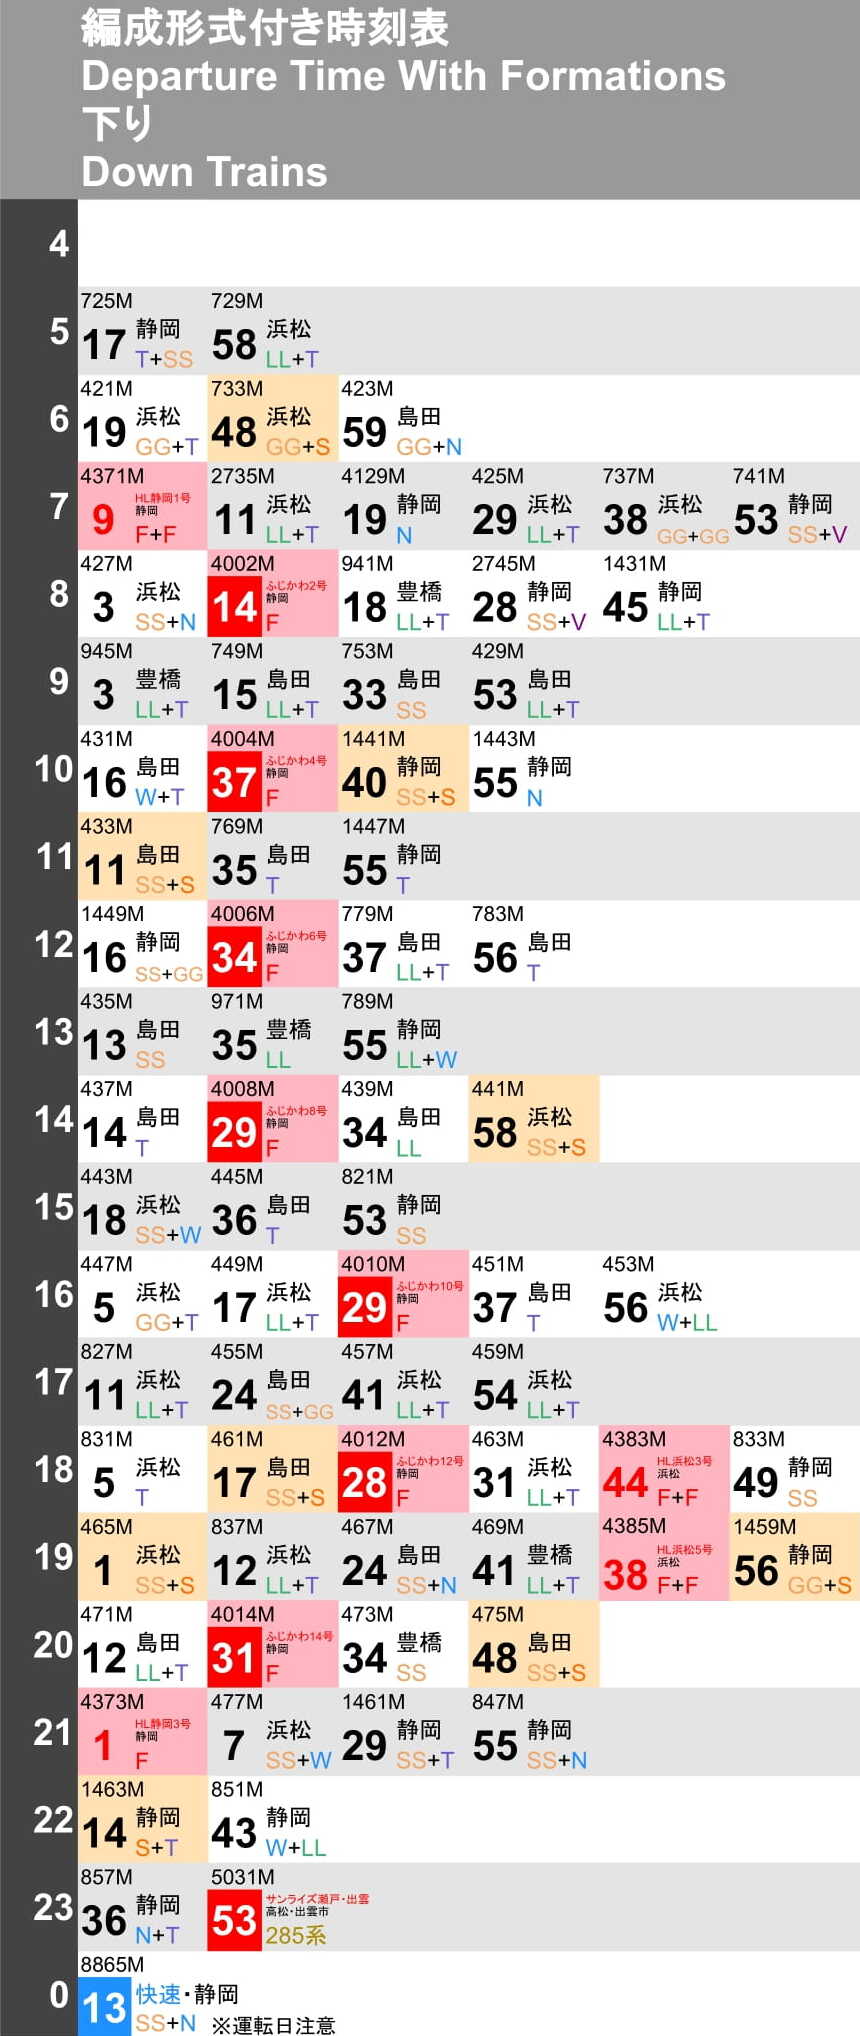 編成形式付き時刻表
Departure Time With Formations
下り
Down Trains
4
5
725M 729M
17 静岡 58 浜松
T+SS LL+T
6
421M 733M 423M
19 浜松 48 浜松 59 島田
GG+T GG+S GG+N
7
4371M 2735M 4129M 425M 737M 741M
9 HL静岡1号 静岡 11 浜松 19 静岡 29 浜松 38 浜松 53 静岡
F+F LL+T N LL+T GG+GG SS+V
8
427M 4002M 941M 2745M 1431M
3 浜松 14 ふじかわ2号 静岡 18 豊橋 28 静岡 45 静岡
SS+N F LL+T SS+V LL+T
9
945M 749M 753M 429M
3 豊橋 15 島田 33 島田 53 島田
LL+T LL+T SS LL+T
10
431M 4004M 1441M 1443M
16 島田 37 ふじかわ4号 静岡 40 静岡 55 静岡
W+T F SS+S N
11
433M 769M 1447M
11 島田 35 島田 55 静岡
SS+S T T
12
1449M 4006M 779M 783M
16 静岡 34 ふじかわ6号 静岡 37 島田 56 島田
SS+GG F LL+T T
13
435M 971M 789M
13 島田 35 豊橋 55 静岡
SS LL LL+W
14
437M 4008M 439M 441M
14 島田 29 ふじかわ8号 静岡 34 島田 58 浜松
T F LL SS+S
15
443M 445M 821M
18 浜松 36 島田 53 静岡
SS+W T SS
16
447M 449M 4010M 451M 453M
5 浜松 17 浜松 29 ふじかわ10号 静岡 37 島田 56 浜松
GG+T LL+T F T W+LL
17
827M 455M 457M 459M
11 浜松 24 島田 41 浜松 54 浜松
LL+T SS+GG LL+T LL+T
18
831M 461M 4012M 463M 4383M 833M
5 浜松 17 島田 28 ふじかわ12号 静岡 31 浜松 44 HL浜松3号 浜松 49 静岡
T SS+S F LL+T F+F SS
19
465M 837M 467M 469M 4385M 1459M
1 浜松 12 浜松 24 島田 41 豊橋 38 HL浜松5号 浜松 56 静岡
SS+S LL+T SS+N LL+T F+F GG+S
20
471M 4014M 473M 475M
12 島田 31 ふじかわ14号 静岡 34 豊橋 48 島田
LL+T F SS SS+S
21
4373M 477M 1461M 847M
1 HL静岡3号 静岡 7 浜松 29 静岡 55 静岡
F SS+W SS+T SS+N
22
1463M 851M
14 静岡 43 静岡
S+T W+LL
23
857M 5031M
36 静岡 53 サンライズ瀬戸・出雲 高松・出雲市
N+T 285系
0
8865M
13 快速・静岡
SS+N ※運転日注意